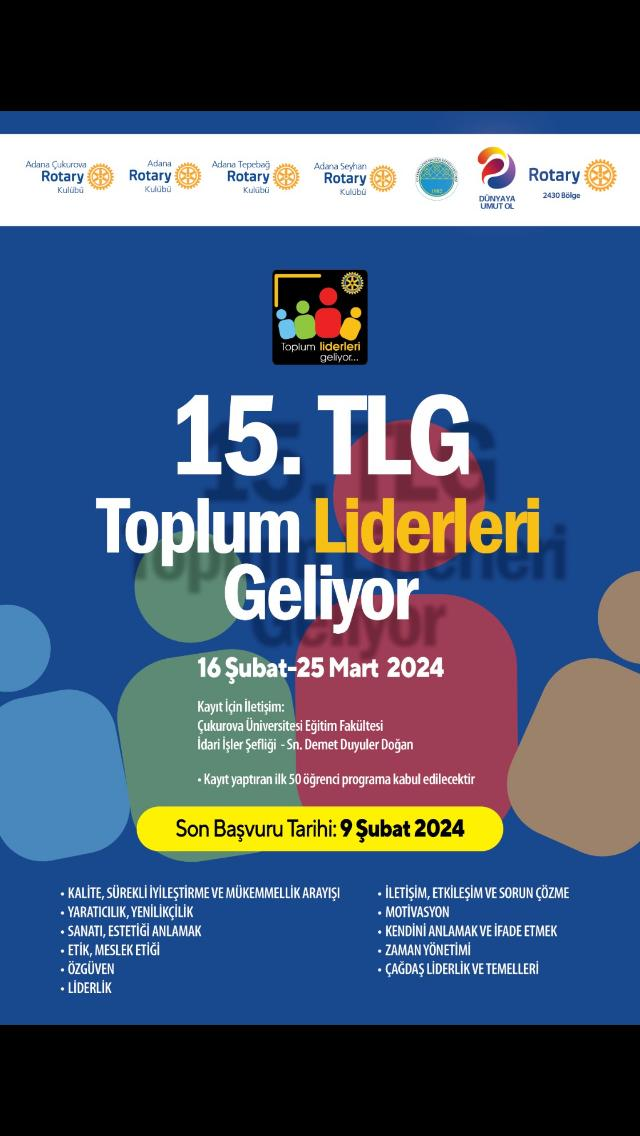 Adana Çukurova
Rotary
Kulübü
Adana
Rotary
Kulübü
Adana Tepebağ
Rotary
Kulübü
Adana Seyhan
Rotary
Kulübü
DÜNYAYA
UMUT OL
Rotary
2430 Bölge
Toplum liderleri
geliyor...
15. TLG
Toplum Liderleri
Geliyor
16 Şubat-25 Mart 2024
Kayıt İçin İletişim:
Çukurova Üniversitesi Eğitim Fakültesi
İdari İşler Şefliği - Sn. Demet Duyuler Doğan
• Kayıt yaptıran ilk 50 öğrenci programa kabul edilecektir
Son Başvuru Tarihi: 9 Şubat 2024
• KALİTE, SÜREKLİ İYİLEŞTİRME VE MÜKEMMELLİK ARAYIŞI
• YARATICILIK, YENİLİKÇİLİK
• SANATI, ESTETİĞİ ANLAMAK
• ETİK, MESLEK ETİĞİ
• ÖZGÜVEN
• LİDERLİK
• İLETİŞİM, ETKİLEŞİM VE SORUN ÇÖZME
• MOTİVASYON
• KENDİNİ ANLAMAK VE İFADE ETMEK
• ZAMAN YÖNETİMİ
• ÇAĞDAŞ LİDERLİK VE TEMELLERİ